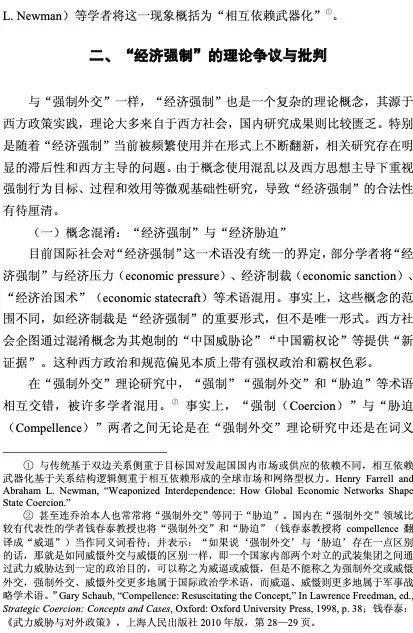 L. Newman）等学者将这一现象概括为“相互依赖武器化”①。
二、“经济强制”的理论争议与批判
与“强制外交”一样，“经济强制”也是一个复杂的理论概念，其源于
西方政策实践，理论大多来自于西方社会，国内研究成果则比较匮乏。特别
是随着“经济强制”当前被频繁使用并在形式上不断翻新，相关研究存在明
显的滞后性和西方主导的问题。由于概念使用混乱以及西方思想主导下重视
强制行为目标、过程和效用等微观基础性研究，导致“经济强制”的合法性
有待厘清。
（一）概念混淆：“经济强制”与“经济胁迫”
目前国际社会对“经济强制”这一术语没有统一的界定，部分学者将“经
济强制”与经济压力（economic pressure）、经济制裁（economic sanction）、
“经济治国术”（economic statecraft）等术语混用。事实上，这些概念的范
围不同，如经济制裁是“经济强制”的重要形式，但不是唯一形式。西方社
会企图通过混淆概念为其炮制的“中国威胁论”“中国霸权论”等提供“新
证据”。这种西方政治和规范偏见本质上带有强权政治和霸权色彩。
在“强制外交”理论研究中，“强制”“强制外交”和“胁迫”等术语
相互交错，被许多学者混用。② 事实上，“强制（Coercion）”与“胁迫
（Compellence）”两者之间无论是在“强制外交”理论研究中还是在词义
① 与传统基于双边关系侧重于目标国对发起国国内市场或供应的依赖不同，相互依赖
武器化基于关系结构逻辑侧重于相互依赖形成的全球市场和网络型权力。Henry Farrell and
Abraham L. Newman, “Weaponized Interdependence: How Global Economic Networks Shape
State Coercion.”
② 甚至连乔治本人也常常将“强制外交”等同于“胁迫”。国内在“强制外交”领域比
较有代表性的学者钱春泰教授也将“强制”和“胁迫”（钱春泰教授将 compellence 翻
译成“威逼”）当作同义词看待；并表示：“如果说‘强制外交’与‘胁迫’存在一点区别
的话，那就是如同威慑外交与威慑的区别一样，即一个国家内部两个对立的武装集团之间通
过武力威胁达到一定的政治目的，可以称之为威逼或威慑，但是不能称之为强制外交或威慑
外交，强制外交、威慑外交更多地属于国际政治学术语，而威逼、威慑则更多地属于军事战
略学术语。”Gary Schaub, “Compellence: Resuscitating the Concept,” In Lawrence Freedman, ed.,
Strategic Coercion: Concepts and Cases, Oxford: Oxford University Press, 1998, p. 38；钱春泰：
《武力威胁与对外政策》，上海人民出版社 2010 年版，第 28—29 页。